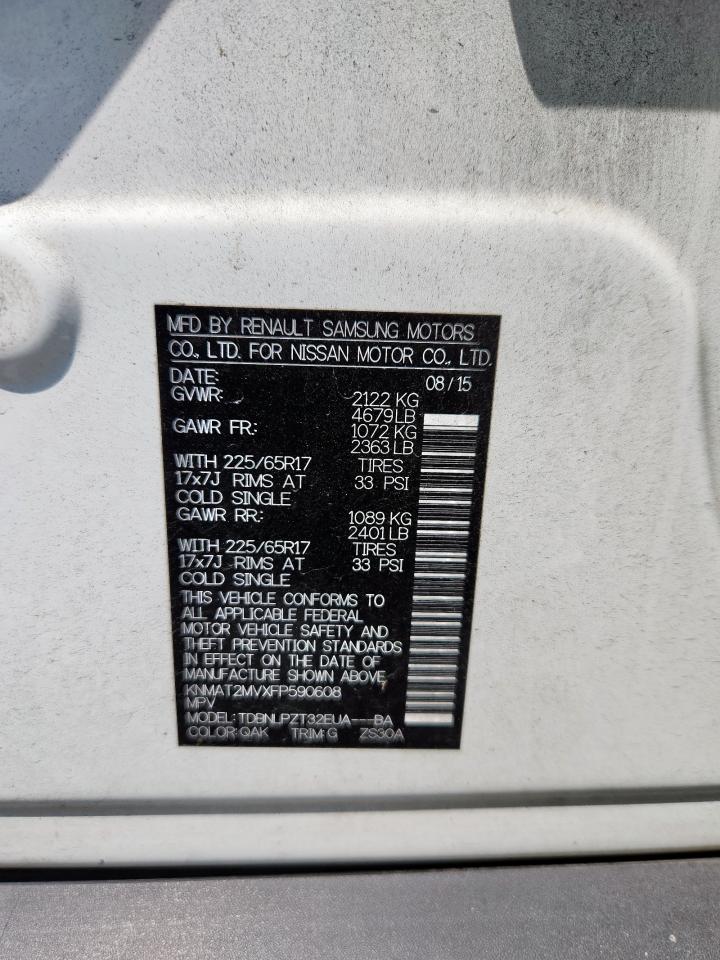 MFD BY RENAULT SAMSUNG MOTORS
CO., LTD. FOR NISSAN MOTOR CO., LTD.
DATE: 08/15
GVWR: 2122 KG
4679LB
GAWR FR: 1072 KG
2363 LB
WITH 225/65R17 TIRES
17x7J RIMS AT 33 PSI
COLD SINGLE
GAWR RR: 1089 KG
2401 LB
WITH 225/65R17 TIRES
17x7J RIMS AT 33 PSI
COLD SINGLE
THIS VEHICLE CONFORMS TO
ALL APPLICABLE FEDERAL
MOTOR VEHICLE SAFETY AND
THEFT PREVENTION STANDARDS
IN EFFECT ON THE DATE OF
MANUFACTURE SHOWN ABOVE
KNMAT2MVXFP590608
MPV
MODEL: TDBNLPZT32EUA---BA
COLOR: QAK TRIM: G ZS30A